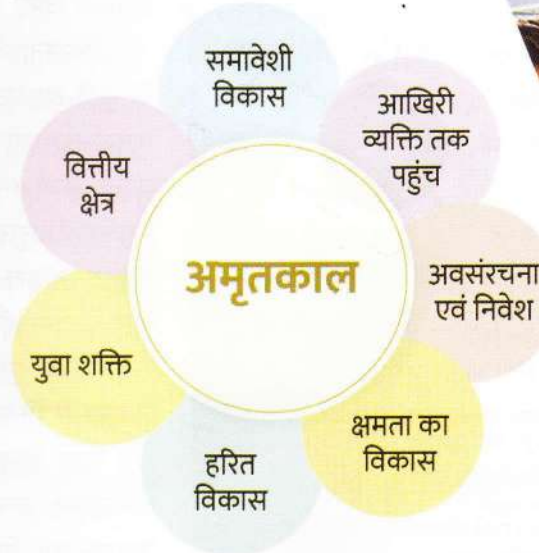 समावेशी
विकास
आखिरी
व्यक्ति तक
पहुंच
वित्तीय
क्षेत्र
अमृतकाल
अवसंरचना
एवं निवेश
युवा शक्ति
क्षमता का
विकास
हरित
विकास